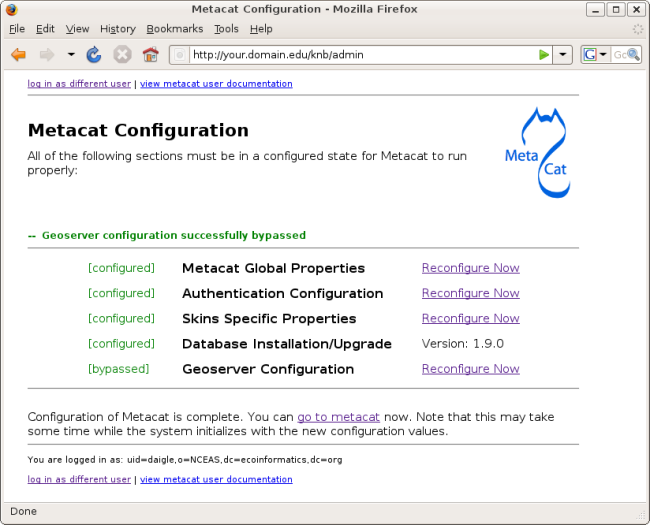 Metacat Configuration - Mozilla Firefox
File Edit View History Bookmarks Tools Help
http://your.domain.edu/knb/admin G Go
log in as different user | view metacat user documentation
Metacat Configuration
All of the following sections must be in a configured state for Metacat to run
properly:
Meta
Cat
-- Geoserver configuration successfully bypassed
[configured] Metacat Global Properties Reconfigure Now
[configured] Authentication Configuration Reconfigure Now
[configured] Skins Specific Properties Reconfigure Now
[configured] Database Installation/Upgrade Version: 1.9.0
[bypassed] Geoserver Configuration Reconfigure Now
Configuration of Metacat is complete. You can go to metacat now. Note that this may take
some time while the system initializes with the new configuration values.
You are logged in as: uid=daigle,o=NCEAS,dc=ecoinformatics,dc=org
log in as different user | view metacat user documentation
Done